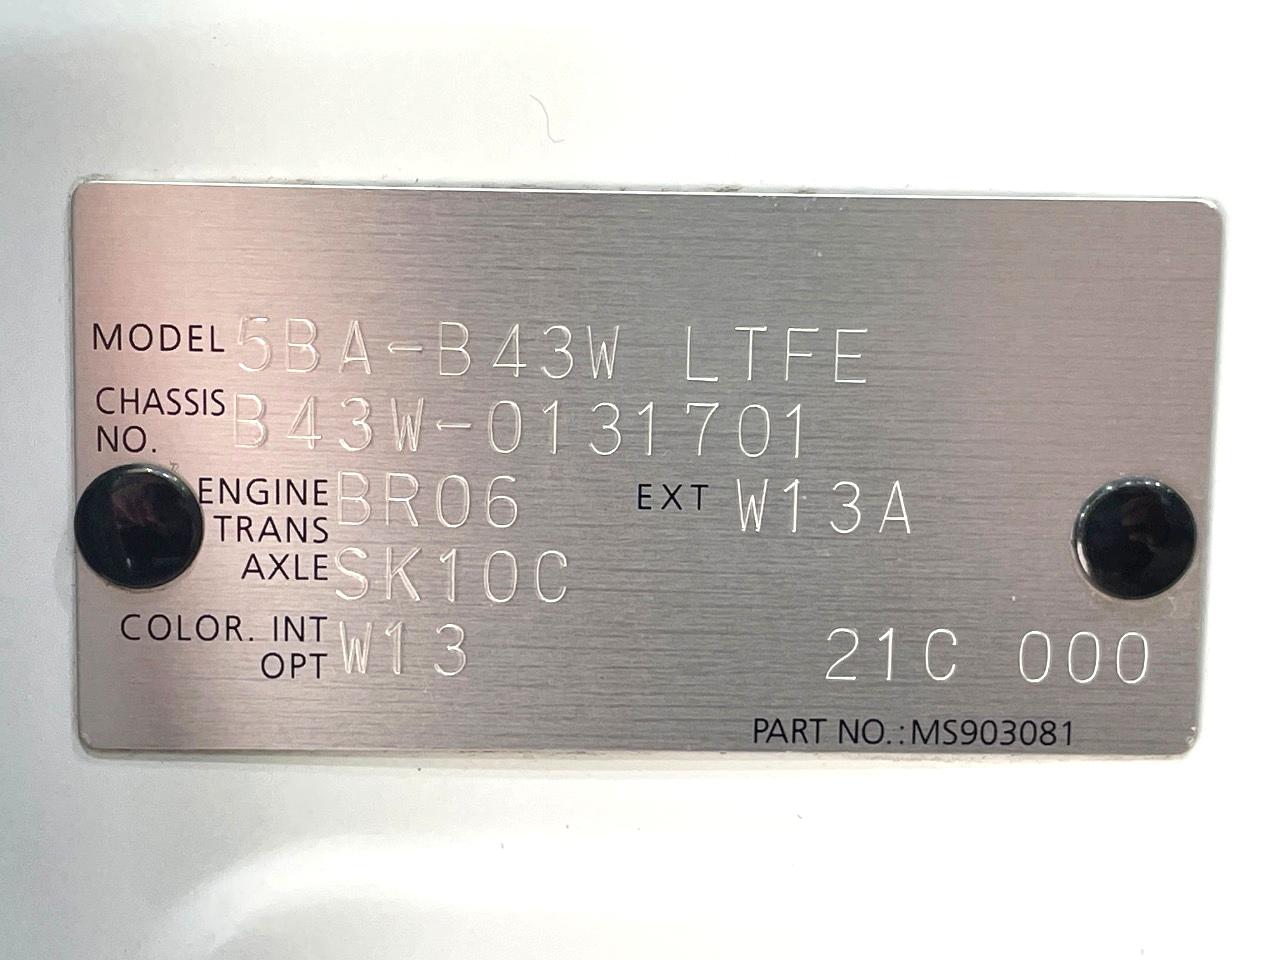 MODEL 5BA-B43W LTFE
CHASSIS NO. B43W-0131701
ENGINE BR06 EXT W13A
TRANS AXLE SK10C
COLOR. INT OPT W13 21C 000
PART NO.:MS903081